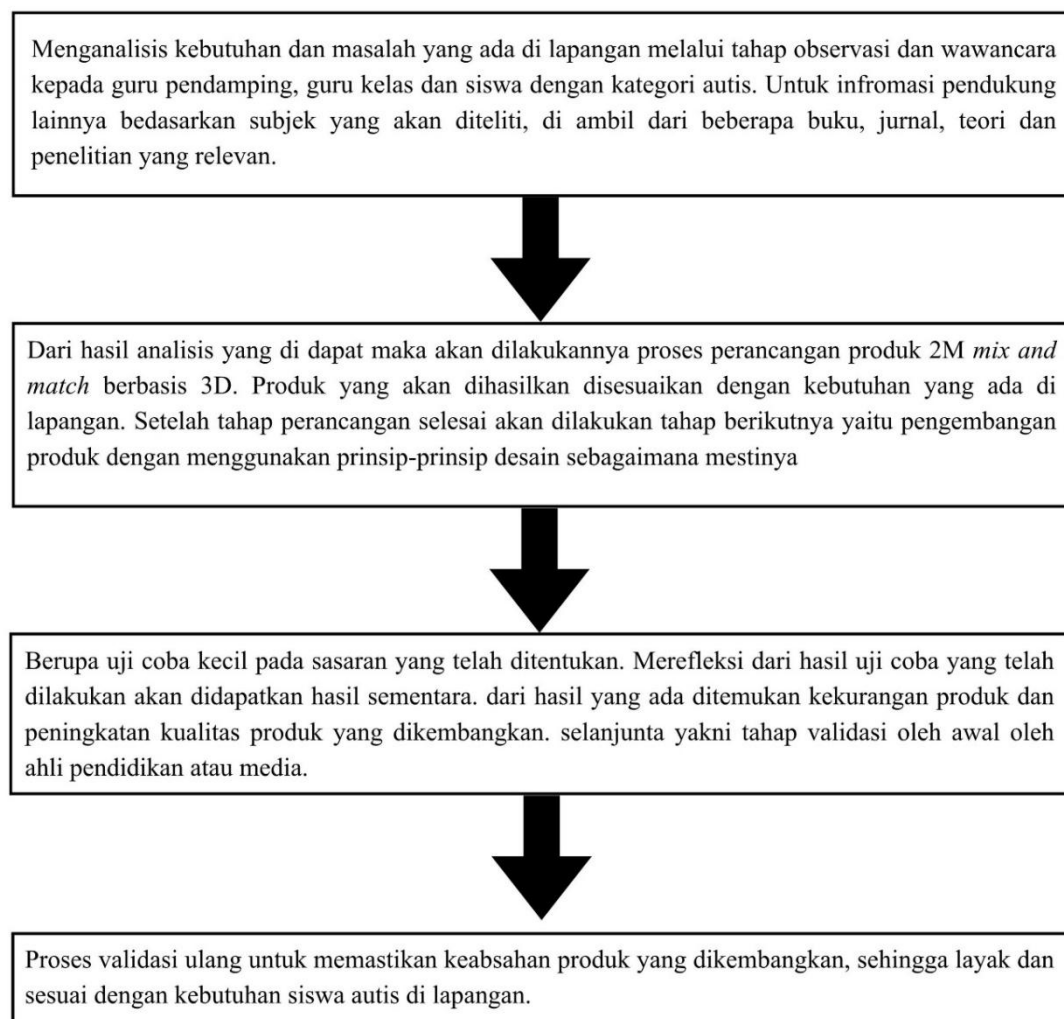 Menganalisis kebutuhan dan masalah yang ada di lapangan melalui tahap observasi dan wawancara
kepada guru pendamping, guru kelas dan siswa dengan kategori autis. Untuk infromasi pendukung
lainnya bedasarkan subjek yang akan diteliti, di ambil dari beberapa buku, jurnal, teori dan
penelitian yang relevan.
Dari hasil analisis yang di dapat maka akan dilakukannya proses perancangan produk 2M mix and
match berbasis 3D. Produk yang akan dihasilkan disesuaikan dengan kebutuhan yang ada di
lapangan. Setelah tahap perancangan selesai akan dilakukan tahap berikutnya yaitu pengembangan
produk dengan menggunakan prinsip-prinsip desain sebagaimana mestinya
Berupa uji coba kecil pada sasaran yang telah ditentukan. Merefleksi dari hasil uji coba yang telah
dilakukan akan didapatkan hasil sementara. dari hasil yang ada ditemukan kekurangan produk dan
peningkatan kualitas produk yang dikembangkan. selanjunta yakni tahap validasi oleh awal oleh
ahli pendidikan atau media.
Proses validasi ulang untuk memastikan keabsahan produk yang dikembangkan, sehingga layak dan
sesuai dengan kebutuhan siswa autis di lapangan.